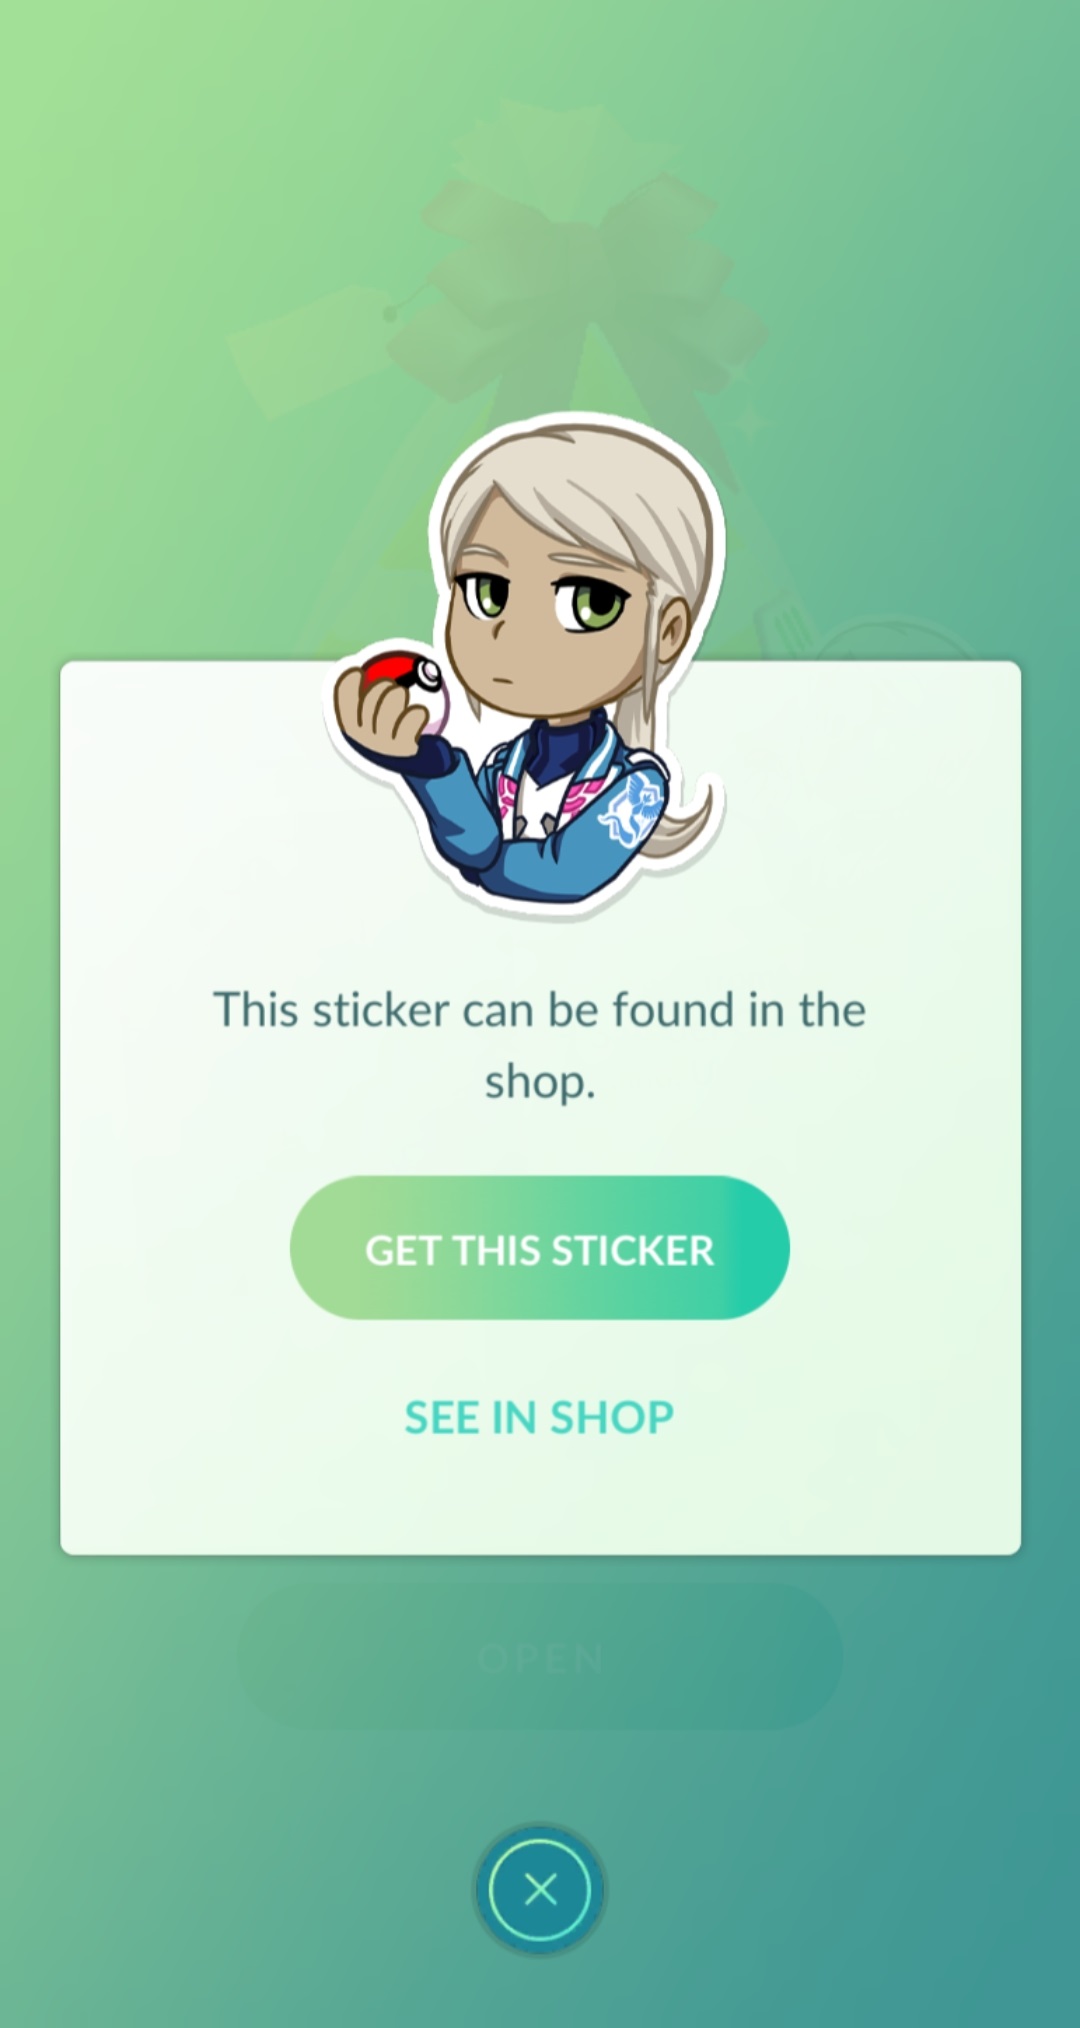 This sticker can be found in the
shop.
GET THIS STICKER
SEE IN SHOP
OPEN